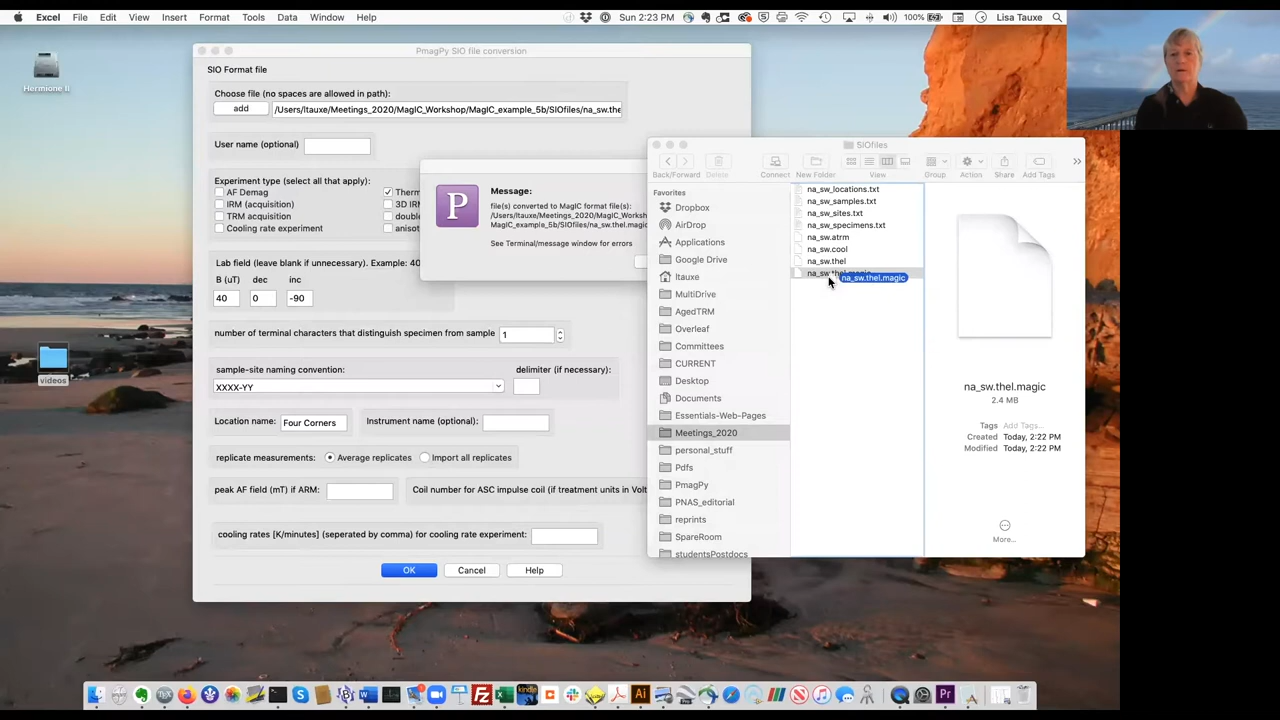 Excel File Edit View Insert Format Tools Data Window Help
Sun 2:23 PM 100% Lisa Tauxe
Hermione II
videos
PmagPy SIO file conversion
SIO Format file
Choose file (no spaces are allowed in path):
add /Users/ltauxe/Meetings_2020/MagIC_Workshop/MagIC_example_5b/SIOfiles/na_sw.the
User name (optional)
Experiment type (select all that apply):
AF Demag Therm
IRM (acquisition) 3D IR
TRM acquisition double
Cooling rate experiment anisot
Lab field (leave blank if unnecessary). Example: 40
B (uT) dec inc
40 0 -90
number of terminal characters that distinguish specimen from sample 1
sample-site naming convention: delimiter (if necessary):
XXXX-YY
Location name: Four Corners Instrument name (optional):
replicate measurements: Average replicates Import all replicates
peak AF field (mT) if ARM: Coil number for ASC impulse coil (if treatment units in Volt
cooling rates [K/minutes] (seperated by comma) for cooling rate experiment:
OK Cancel Help
P
Message:
file(s) converted to MagIC format file(s):
/Users/ltauxe/Meetings_2020/MagIC_Worksh
MagIC_example_5b/SIOfiles/na_sw.thel.magic
See Terminal/message window for errors
SIOfiles
Back/Forward Delete Connect New Folder View Group Action Share Add Tags
Favorites
Dropbox
AirDrop
Applications
Google Drive
ltauxe
MultiDrive
AgedTRM
Overleaf
Committees
CURRENT
Desktop
Documents
Essentials-Web-Pages
Meetings_2020
personal_stuff
Pdfs
PmagPy
PNAS_editorial
reprints
SpareRoom
studentsPostdocs
na_sw_locations.txt
na_sw_samples.txt
na_sw_sites.txt
na_sw_specimens.txt
na_sw.atrm
na_sw.cool
na_sw.thel
na_sw.thel.magic
na_sw.thel.magic
na_sw.thel.magic
2.4 MB
Tags Add Tags...
Created Today, 2:22 PM
Modified Today, 2:22 PM
More...